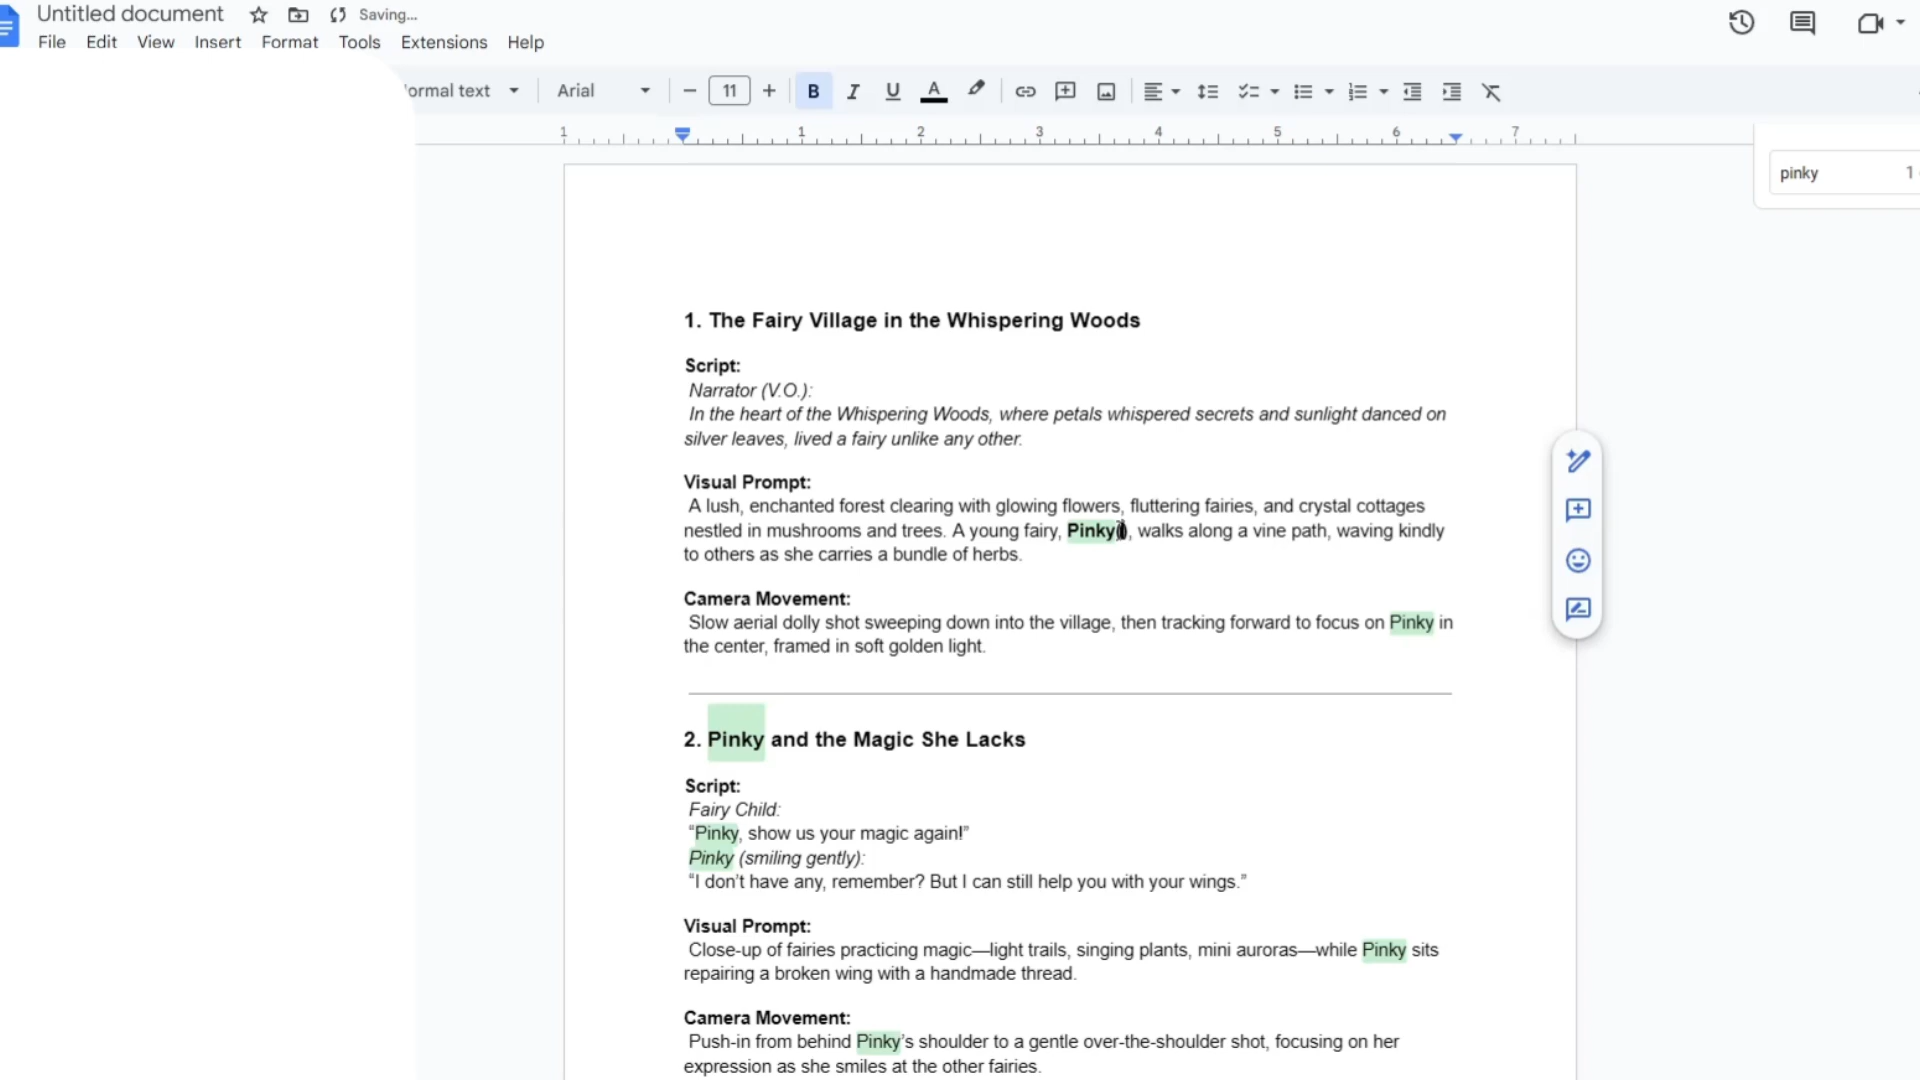 Untitled document Saving...
File Edit View Insert Format Tools Extensions Help
ormal text Arial 11 B I U A
1 1 2 3 4 5 6 7
pinky 1
1. The Fairy Village in the Whispering Woods
Script:
Narrator (V.O.):
In the heart of the Whispering Woods, where petals whispered secrets and sunlight danced on
silver leaves, lived a fairy unlike any other.
Visual Prompt:
A lush, enchanted forest clearing with glowing flowers, fluttering fairies, and crystal cottages
nestled in mushrooms and trees. A young fairy, Pinky(), walks along a vine path, waving kindly
to others as she carries a bundle of herbs.
Camera Movement:
Slow aerial dolly shot sweeping down into the village, then tracking forward to focus on Pinky in
the center, framed in soft golden light.
2. Pinky and the Magic She Lacks
Script:
Fairy Child:
“Pinky, show us your magic again!”
Pinky (smiling gently):
“I don’t have any, remember? But I can still help you with your wings.”
Visual Prompt:
Close-up of fairies practicing magic—light trails, singing plants, mini auroras—while Pinky sits
repairing a broken wing with a handmade thread.
Camera Movement:
Push-in from behind Pinky’s shoulder to a gentle over-the-shoulder shot, focusing on her
expression as she smiles at the other fairies.